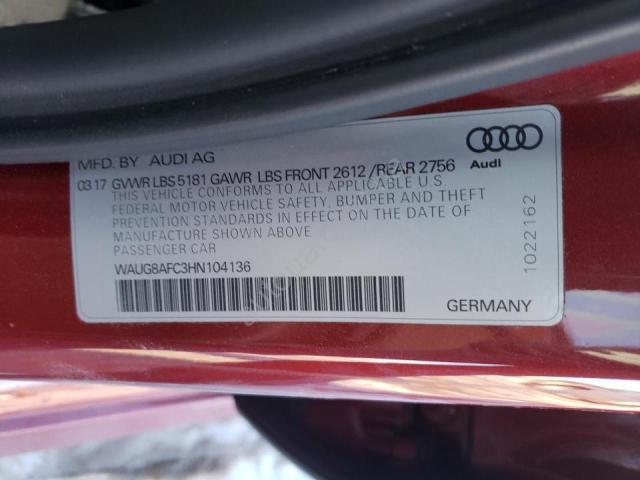 MFD. BY AUDI AG
Audi
03 17 GVWR LBS 5181 GAWR LBS FRONT 2612 / REAR 2756
THIS VEHICLE CONFORMS TO ALL APPLICABLE U.S.
FEDERAL MOTOR VEHICLE SAFETY, BUMPER AND THEFT
PREVENTION STANDARDS IN EFFECT ON THE DATE OF
MANUFACTURE SHOWN ABOVE
PASSENGER CAR
WAUG8AFC3HN104136
1022162
GERMANY